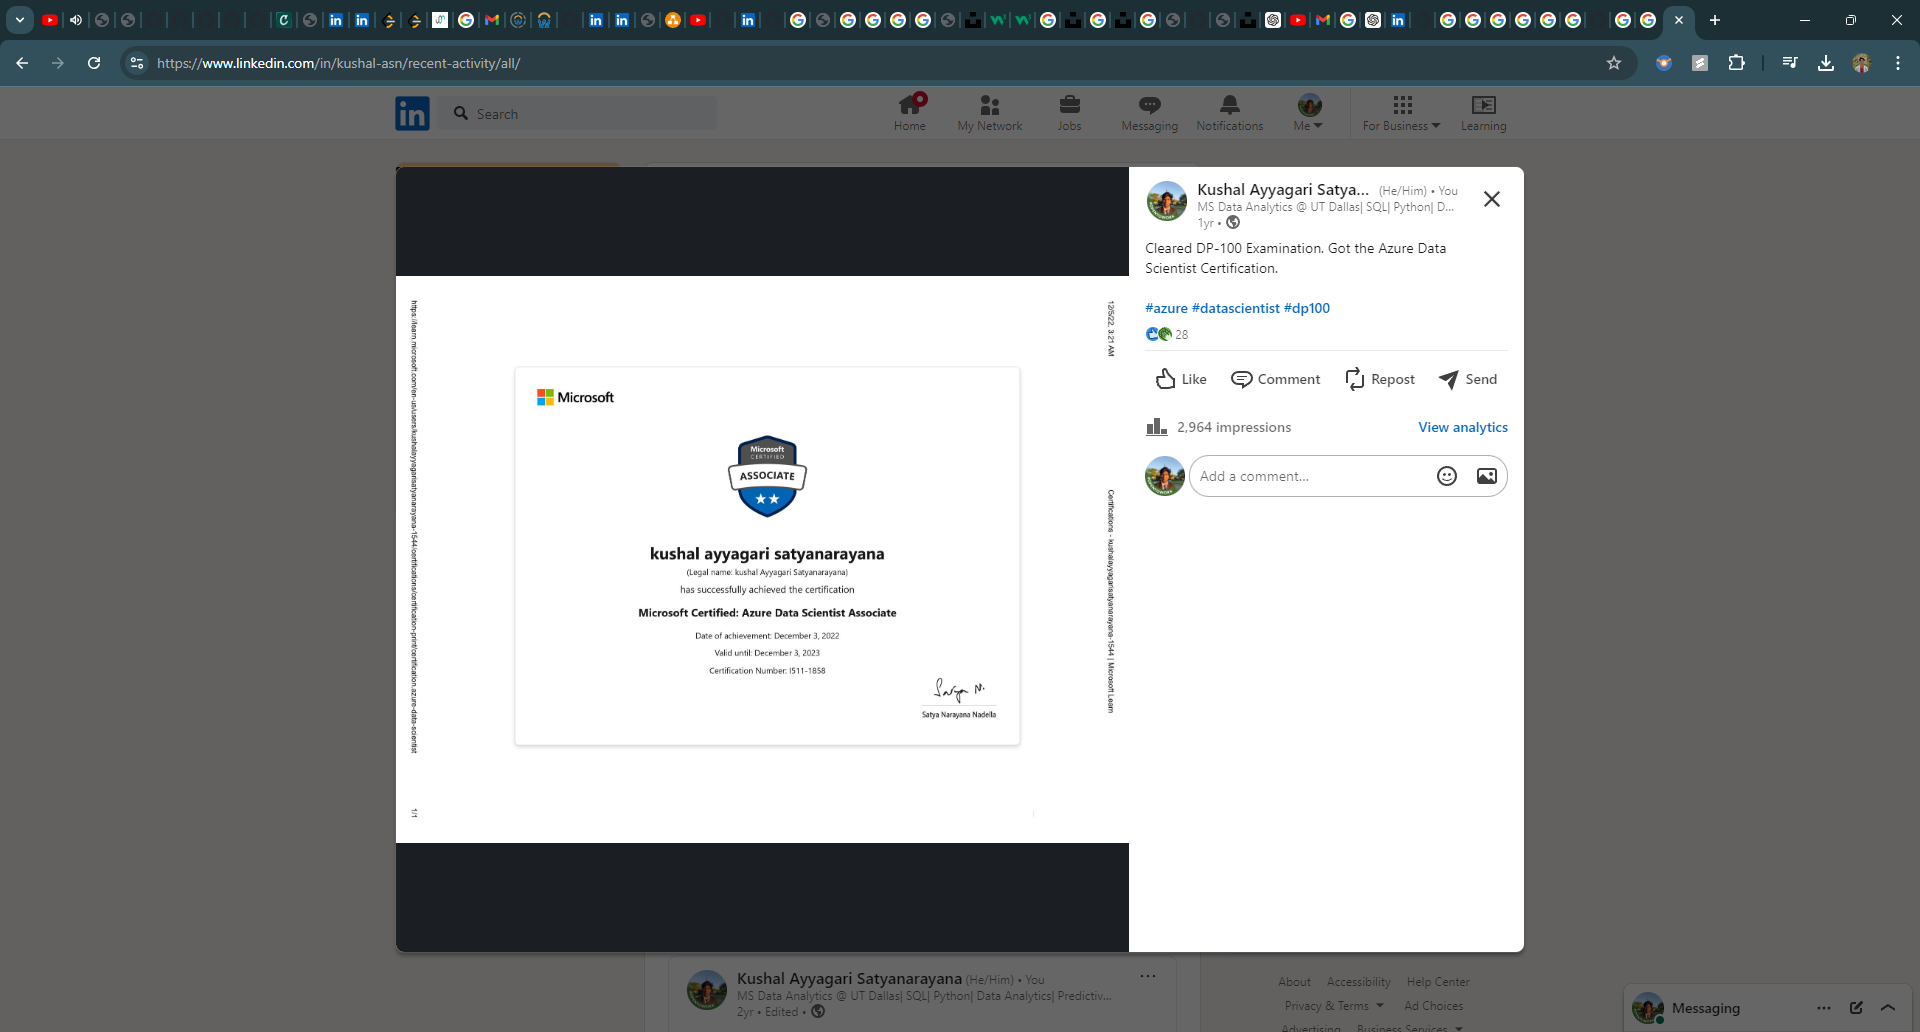 https://www.linkedin.com/in/kushal-asn/recent-activity/all/
in
Search
Home
My Network
Jobs
Messaging
Notifications
Me
For Business
Learning
https://learn.microsoft.com/en-us/users/kushalayyagarisatyanarayana-1544/certifications/certification-print/certification.azure-data-scientist
1/1
12/5/22, 3:21 AM
Certifications - kushalayyagarisatyanarayana-1544 | Microsoft Learn
Microsoft
Microsoft
CERTIFIED
ASSOCIATE
kushal ayyagari satyanarayana
(Legal name: kushal Ayyagari Satyanarayana)
has successfully achieved the certification
Microsoft Certified: Azure Data Scientist Associate
Date of achievement: December 3, 2022
Valid until: December 3, 2023
Certification Number: I511-1858
Satya N.
Satya Narayana Nadella
Kushal Ayyagari Satya... (He/Him) • You
MS Data Analytics @ UT Dallas| SQL| Python| D...
1yr •
Cleared DP-100 Examination. Got the Azure Data
Scientist Certification.
#azure #datascientist #dp100
28
Like
Comment
Repost
Send
2,964 impressions
View analytics
Add a comment...
Kushal Ayyagari Satyanarayana (He/Him) • You
MS Data Analytics @ UT Dallas| SQL| Python| Data Analytics| Predictiv...
2yr • Edited •
About
Accessibility
Help Center
Privacy & Terms
Ad Choices
Advertising
Business Services
Messaging